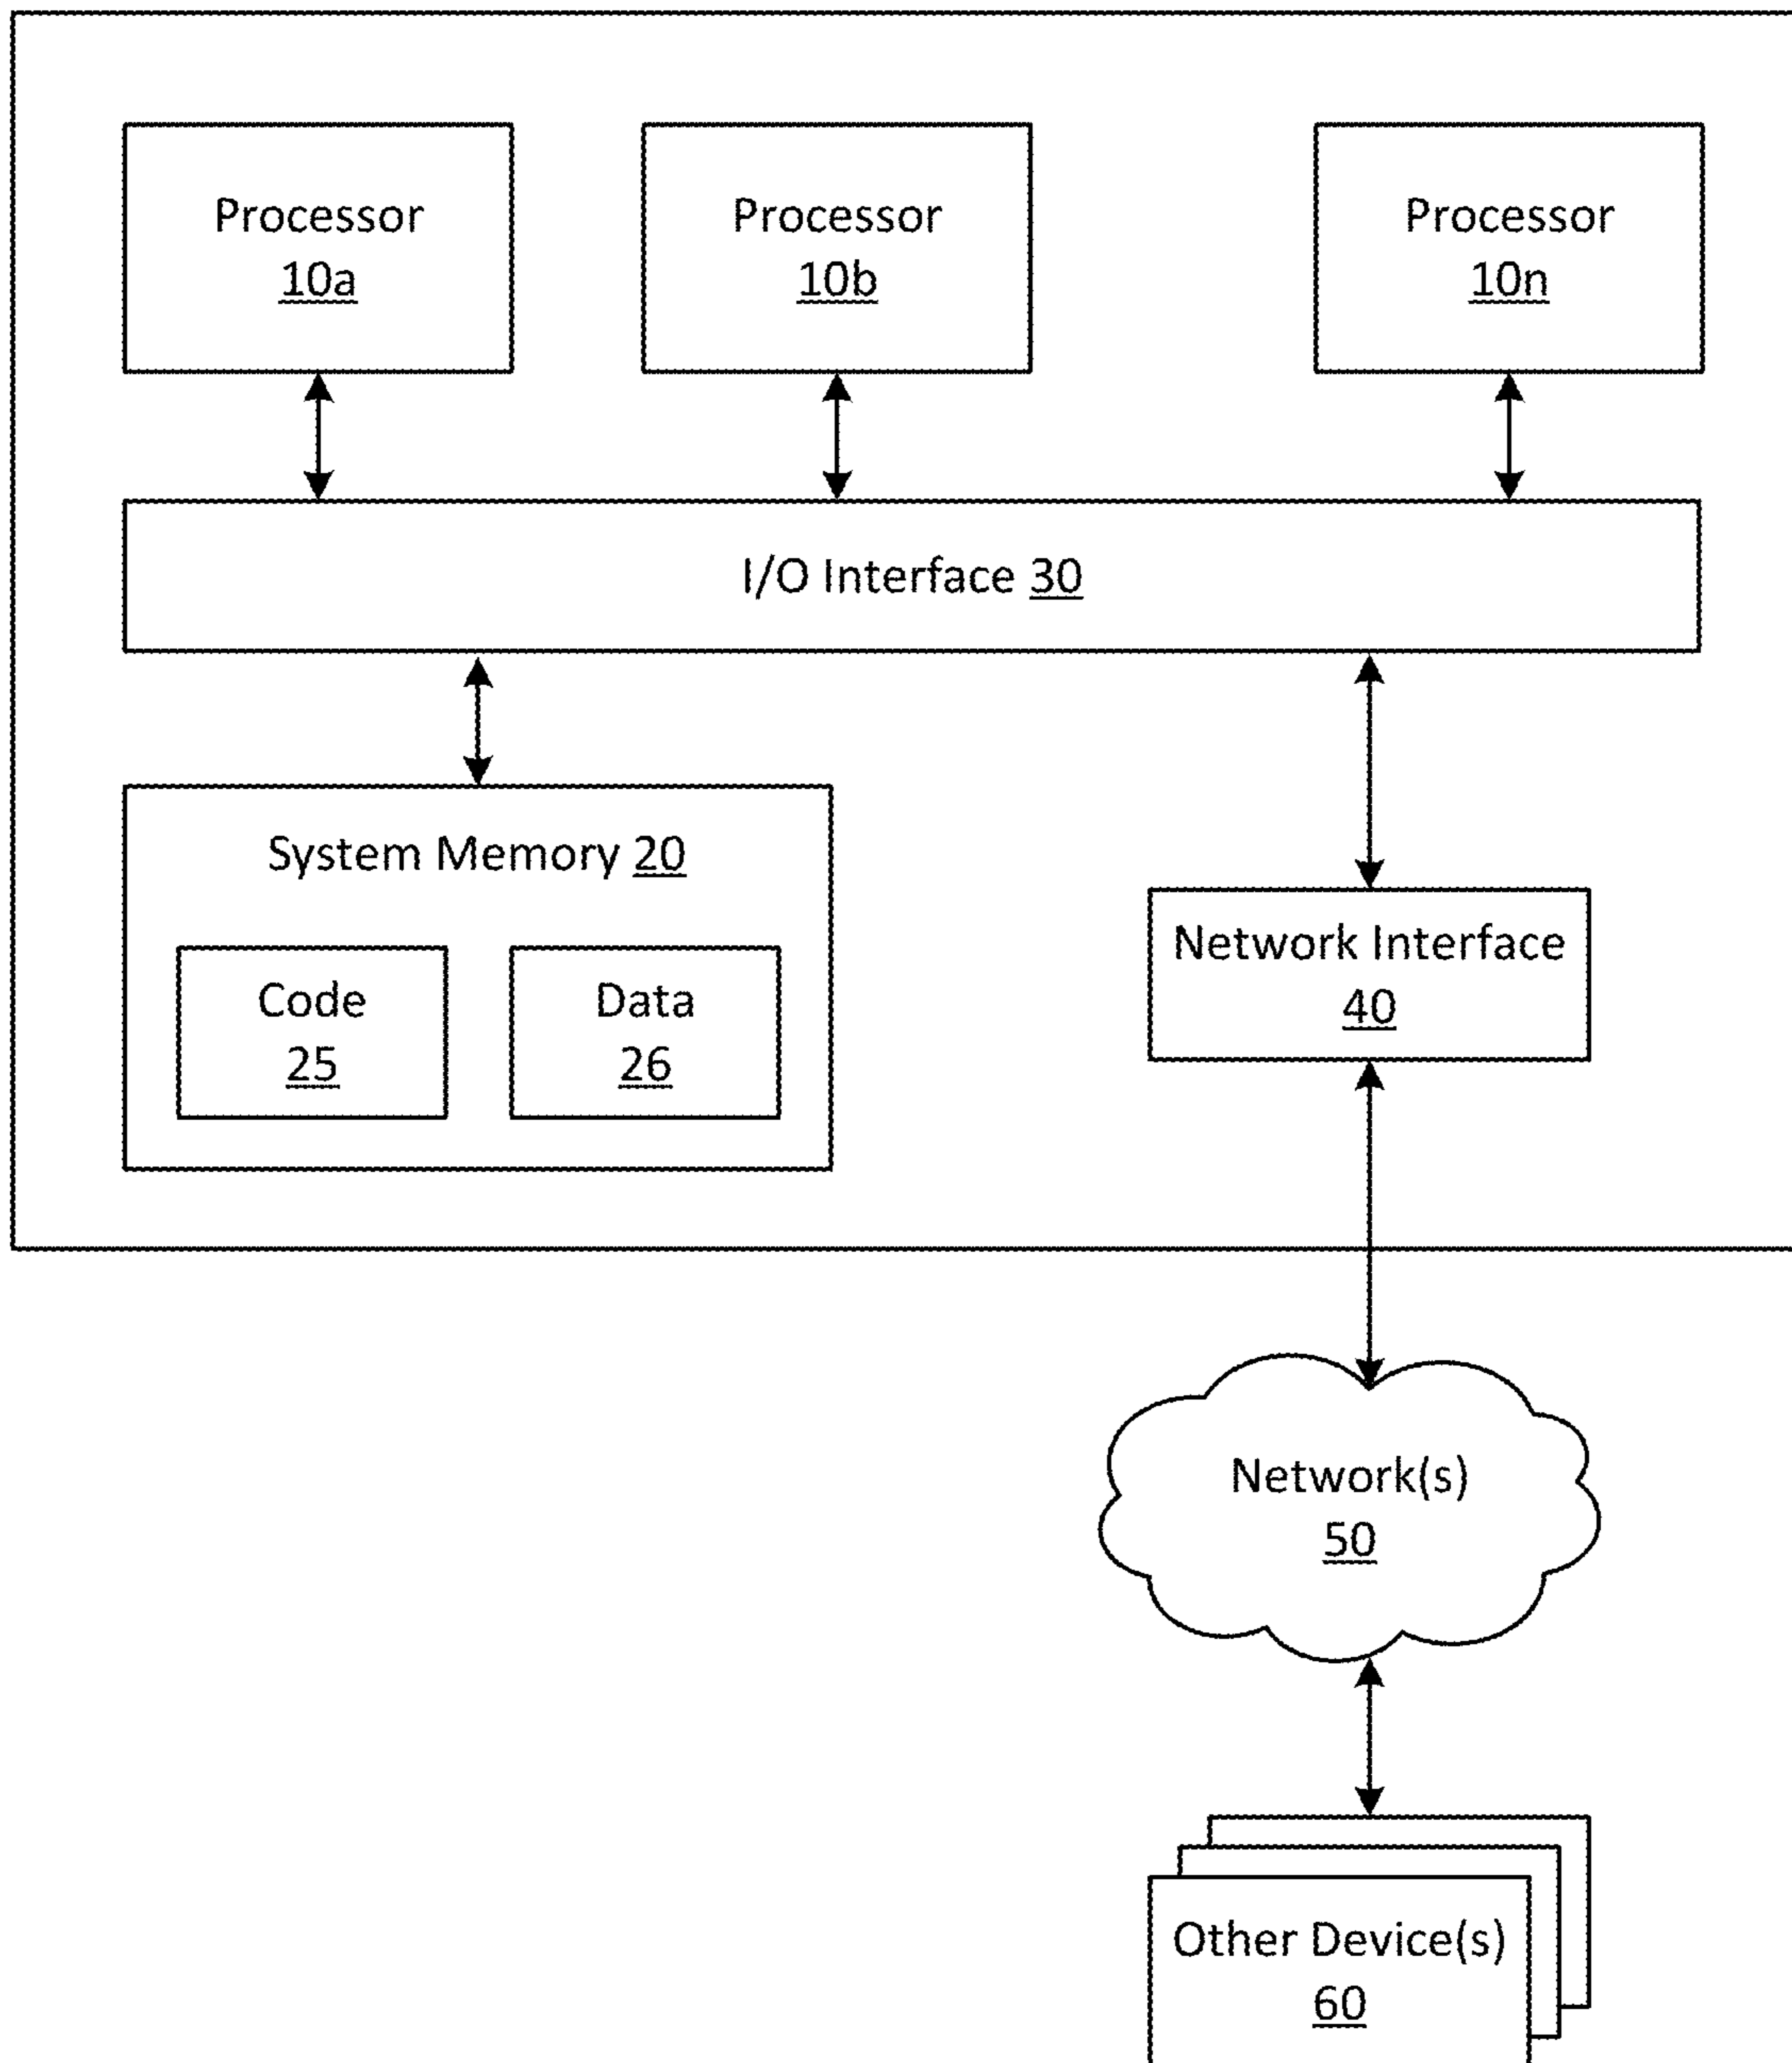 Processor
10a
Processor
10b
Processor
10n
I/O Interface 30
System Memory 20
Code
25
Data
26
Network Interface
40
Network(s)
50
Other Device(s)
60